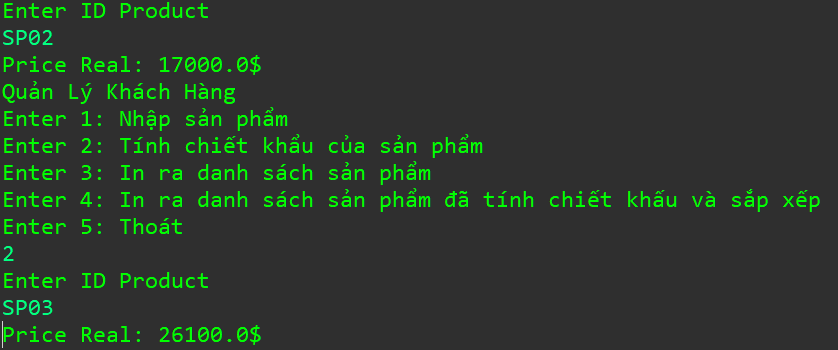 Enter ID Product
SP02
Price Real: 17000.0$
Quản Lý Khách Hàng
Enter 1: Nhập sản phẩm
Enter 2: Tính chiết khẩu của sản phẩm
Enter 3: In ra danh sách sản phẩm
Enter 4: In ra danh sách sản phẩm đã tính chiết khấu và sắp xếp
Enter 5: Thoát
2
Enter ID Product
SP03
Price Real: 26100.0$